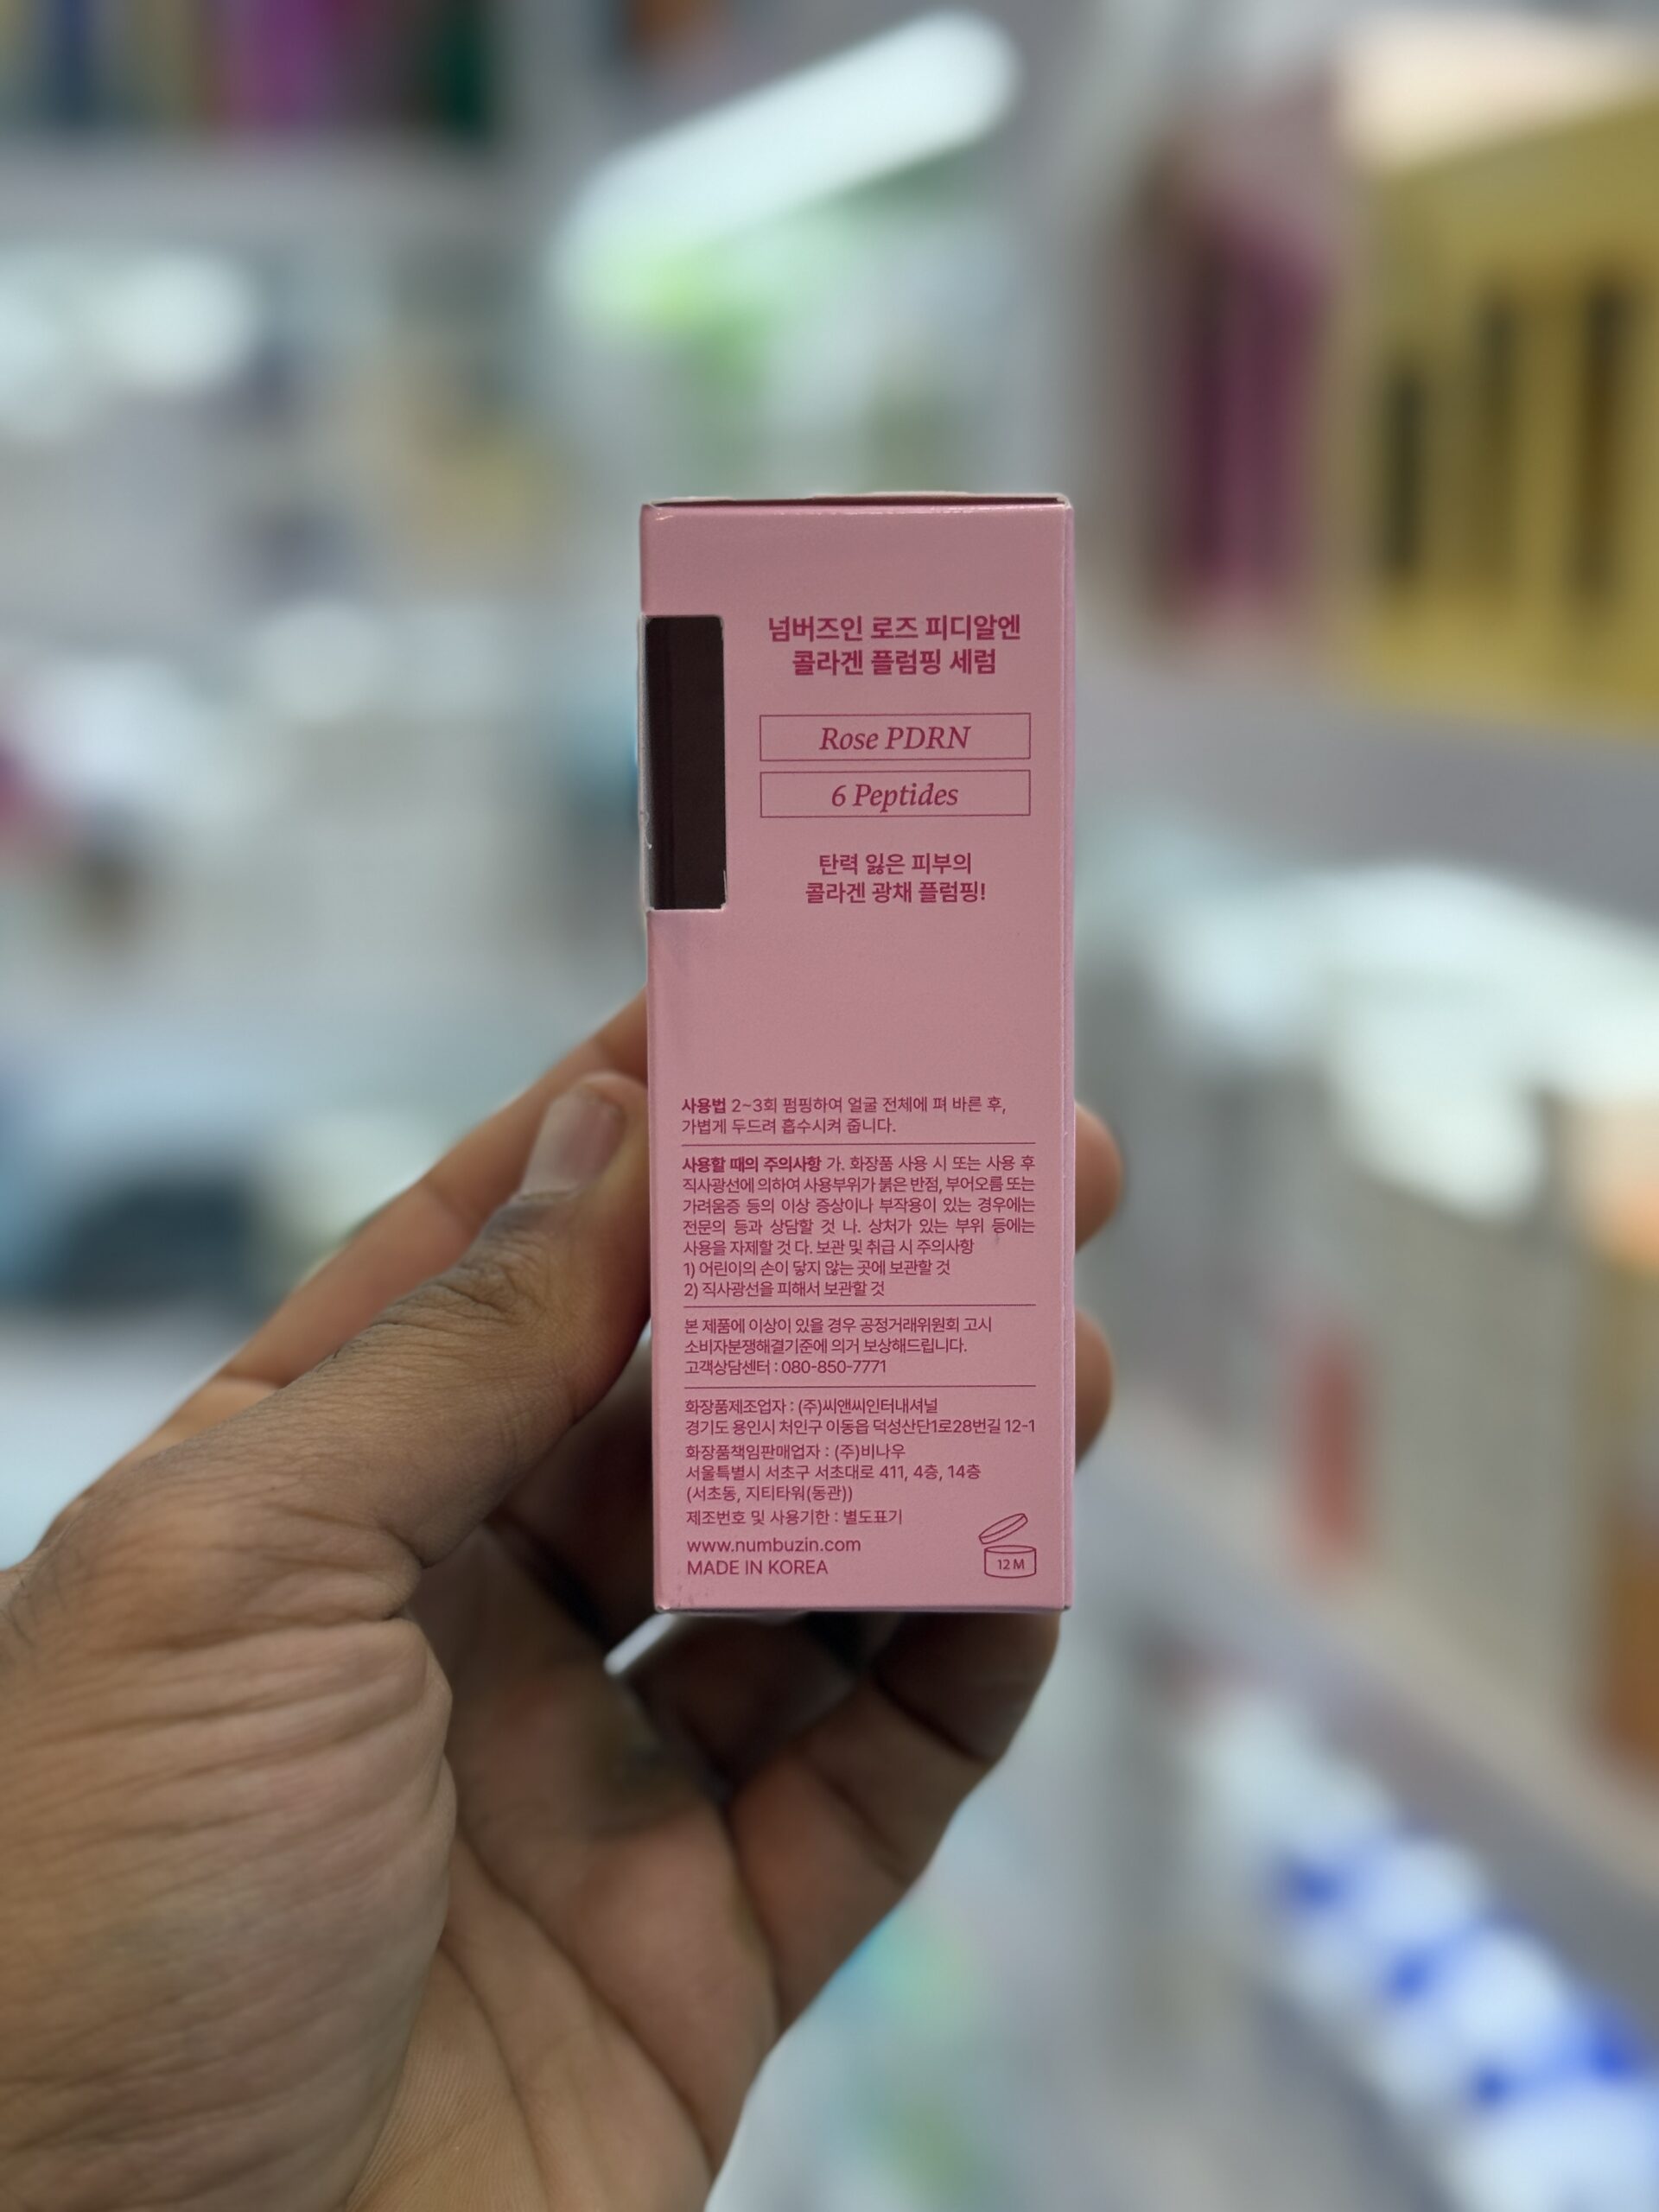 넘버즈인 로즈 피디알엔
콜라겐 플럼핑 세럼
Rose PDRN
6 Peptides
탄력 잃은 피부의
콜라겐 광채 플럼핑!
사용법 2~3회 펌핑하여 얼굴 전체에 펴 바른 후,
가볍게 두드려 흡수시켜 줍니다.
사용할 때의 주의사항 가. 화장품 사용 시 또는 사용 후
직사광선에 의하여 사용부위가 붉은 반점, 부어오름 또는
가려움증 등의 이상 증상이나 부작용이 있는 경우에는
전문의 등과 상담할 것 나. 상처가 있는 부위 등에는
사용을 자제할 것 다. 보관 및 취급 시 주의사항
1) 어린이의 손이 닿지 않는 곳에 보관할 것
2) 직사광선을 피해서 보관할 것
본 제품에 이상이 있을 경우 공정거래위원회 고시
소비자분쟁해결기준에 의거 보상해드립니다.
고객상담센터 : 080-850-7771
화장품제조업자 : (주)씨앤씨인터내셔널
경기도 용인시 처인구 이동읍 덕성산단1로28번길 12-1
화장품책임판매업자 : (주)비나우
서울특별시 서초구 서초대로 411, 4층, 14층
(서초동, 지티타워(동관))
제조번호 및 사용기한 : 별도표기
www.numbuzin.com
MADE IN KOREA
12 M